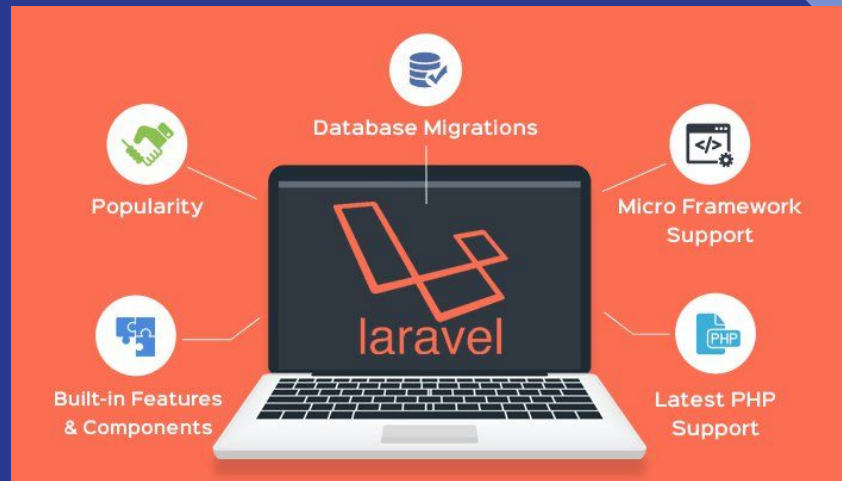 Database Migrations
Popularity
Micro Framework
Support
</>
laravel
PHP
Built-in Features
& Components
Latest PHP
Support